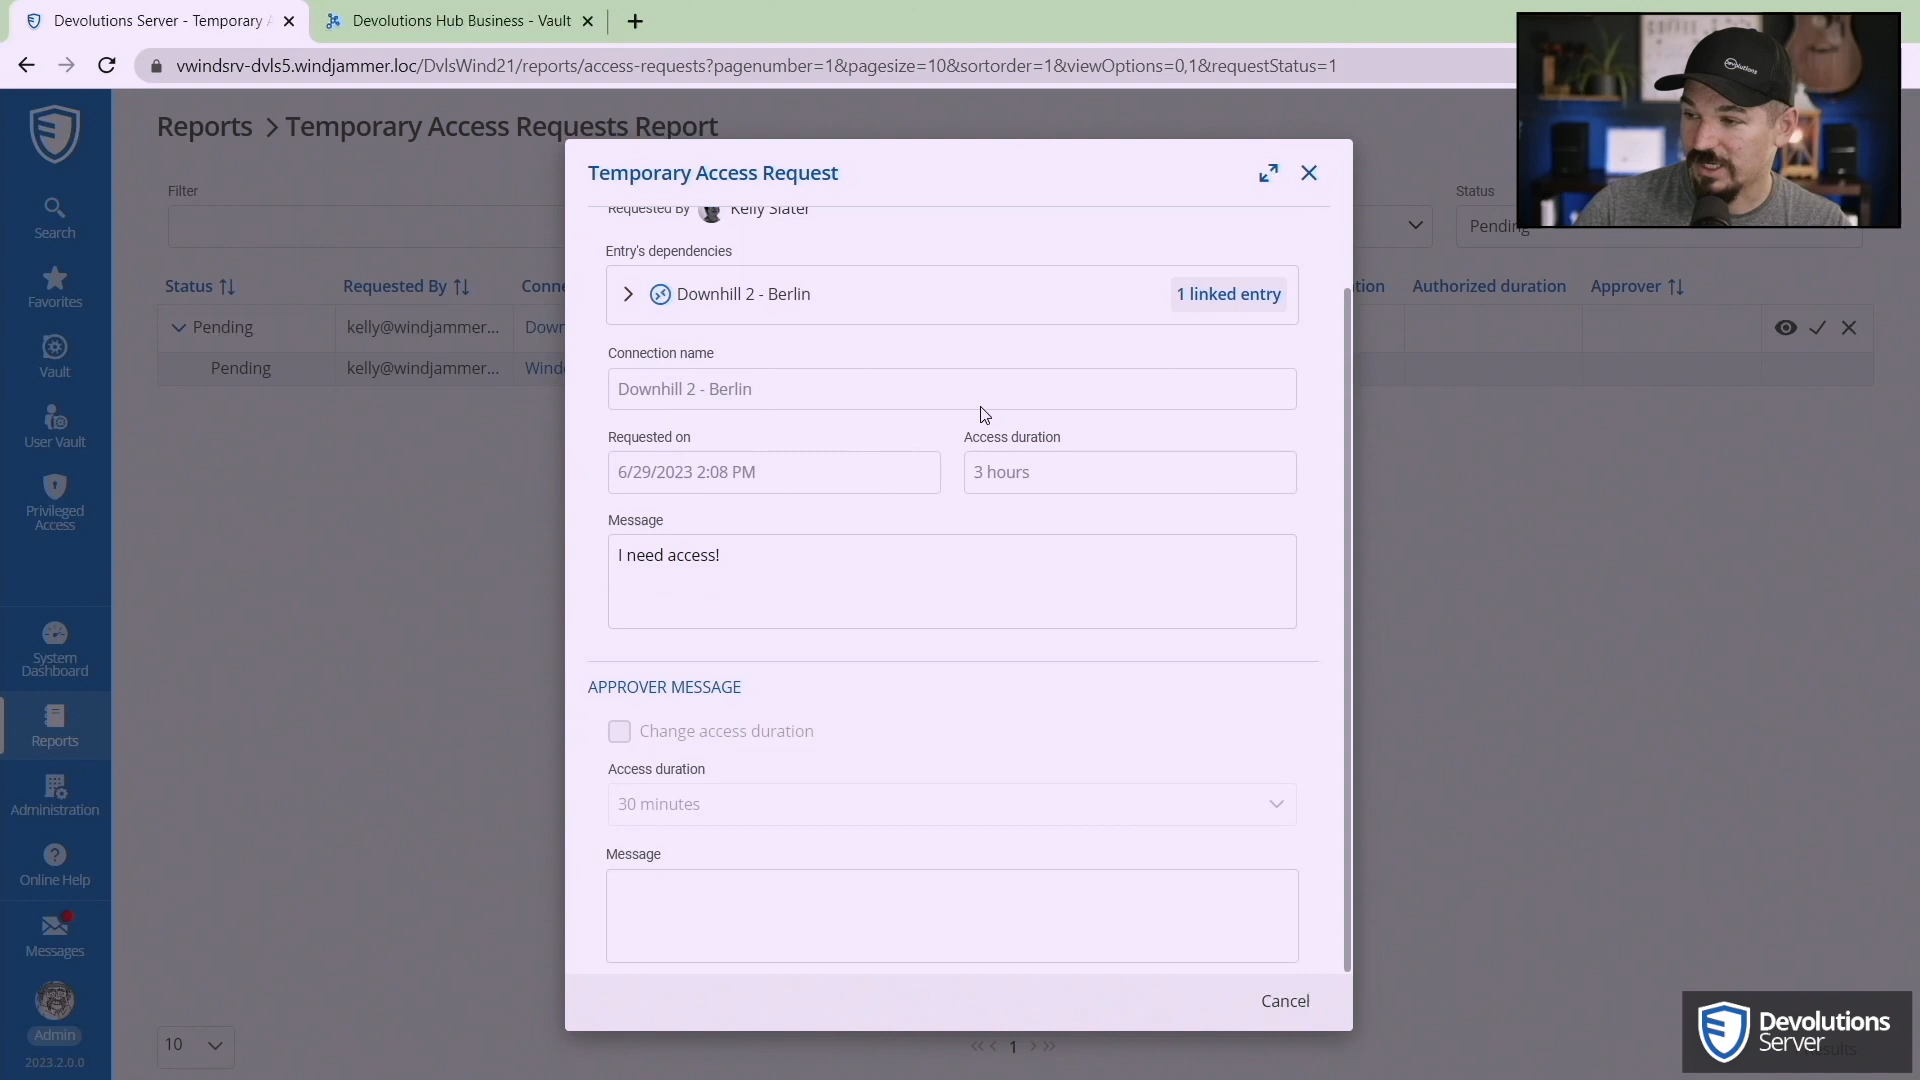 Devolutions Server - Temporary
Devolutions Hub Business - Vault
vwindsrv-dvls5.windjammer.loc/DvlsWind21/reports/access-requests?pagenumber=1&pagesize=10&sortorder=1&viewOptions=0,1&requestStatus=1
Reports > Temporary Access Requests Report
Filter
Status
Pending
Status
Requested By
Conne
tion
Authorized duration
Approver
Pending
kelly@windjammer...
Down
Pending
kelly@windjammer...
Wind
Search
Favorites
Vault
User Vault
Privileged
Access
System
Dashboard
Reports
Administration
Online Help
Messages
Admin
2023.2.0.0
Temporary Access Request
Requested By
Kelly Slater
Entry's dependencies
Downhill 2 - Berlin
1 linked entry
Connection name
Downhill 2 - Berlin
Requested on
Access duration
6/29/2023 2:08 PM
3 hours
Message
I need access!
APPROVER MESSAGE
Change access duration
Access duration
30 minutes
Message
Cancel
10
1
Devolutions
Server